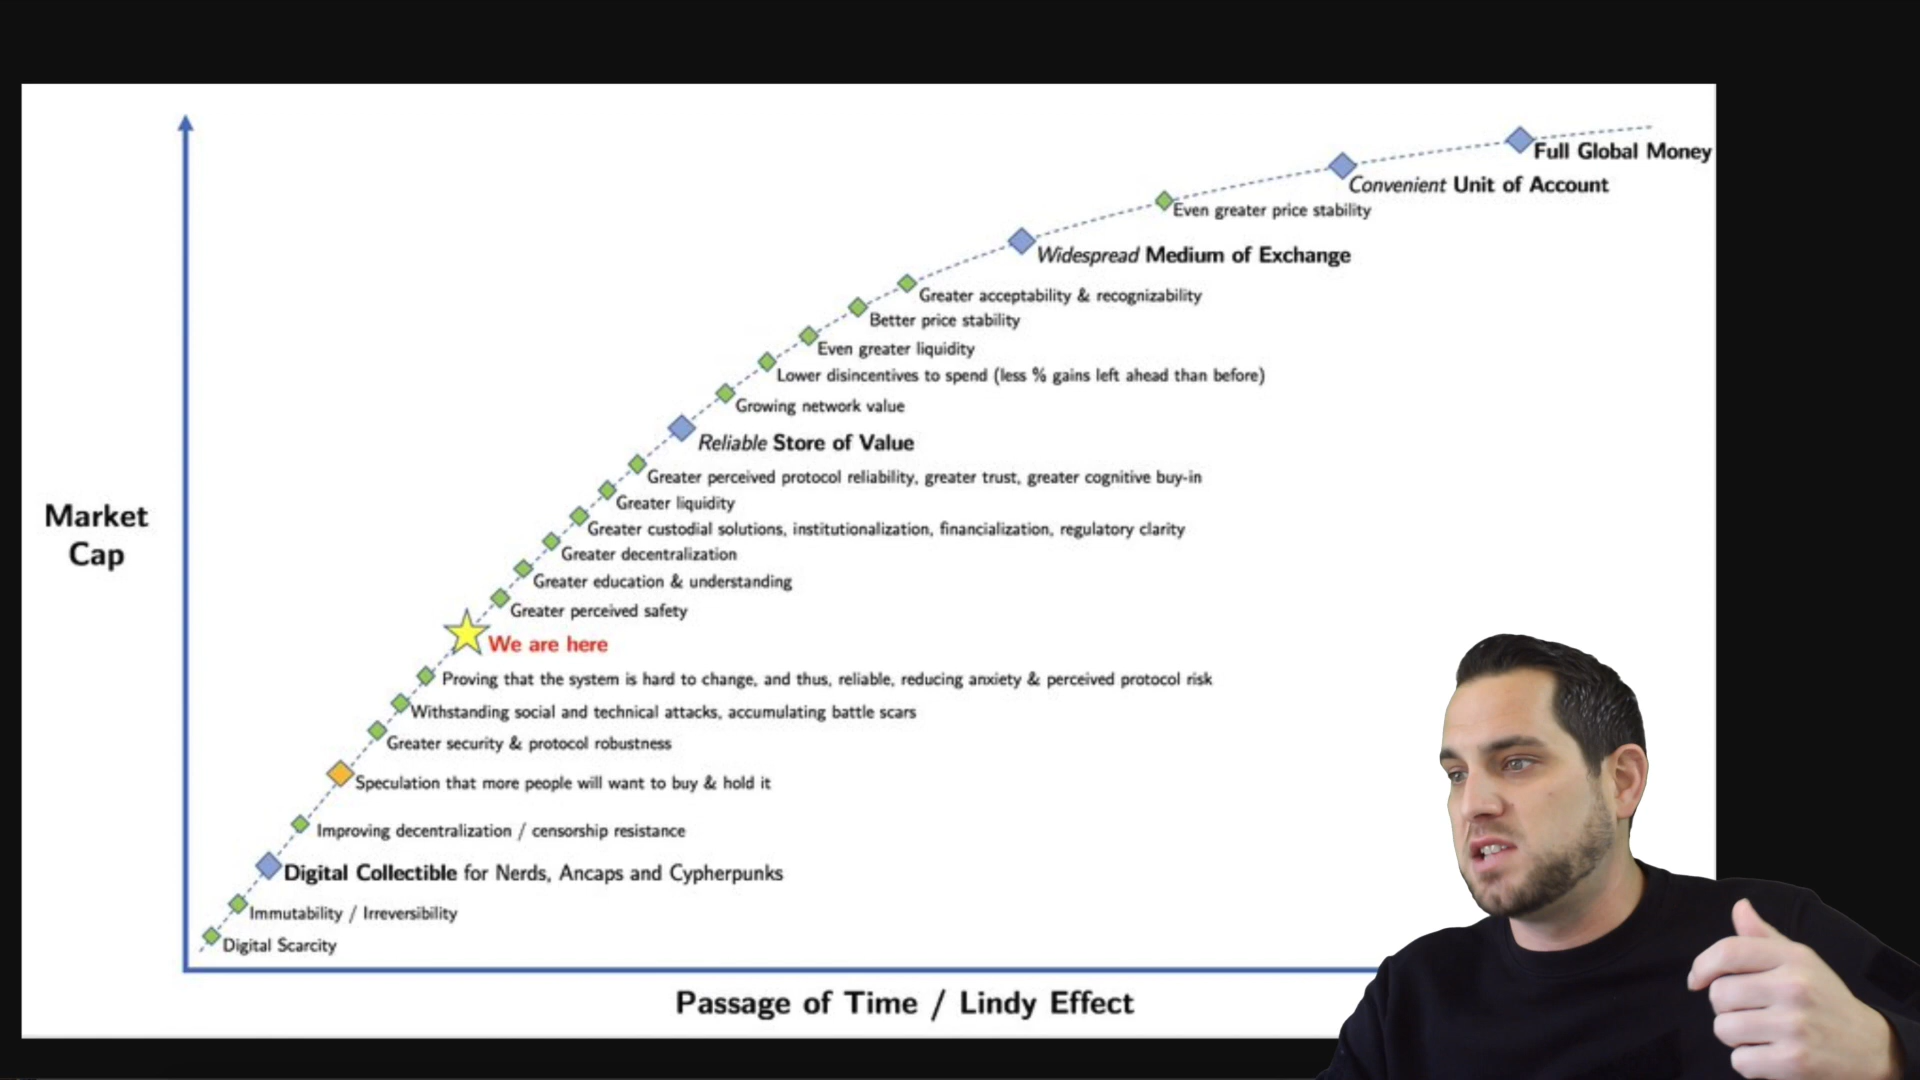 Full Global Money
Convenient Unit of Account
Even greater price stability
Widespread Medium of Exchange
Greater acceptability & recognizability
Better price stability
Even greater liquidity
Lower disincentives to spend (less % gains left ahead than before)
Growing network value
Reliable Store of Value
Greater perceived protocol reliability, greater trust, greater cognitive buy-in
Greater liquidity
Greater custodial solutions, institutionalization, financialization, regulatory clarity
Greater decentralization
Greater education & understanding
Greater perceived safety
We are here
Proving that the system is hard to change, and thus, reliable, reducing anxiety & perceived protocol risk
Withstanding social and technical attacks, accumulating battle scars
Greater security & protocol robustness
Speculation that more people will want to buy & hold it
Improving decentralization / censorship resistance
Digital Collectible for Nerds, Ancaps and Cypherpunks
Immutability / Irreversibility
Digital Scarcity
Market
Cap
Passage of Time / Lindy Effect